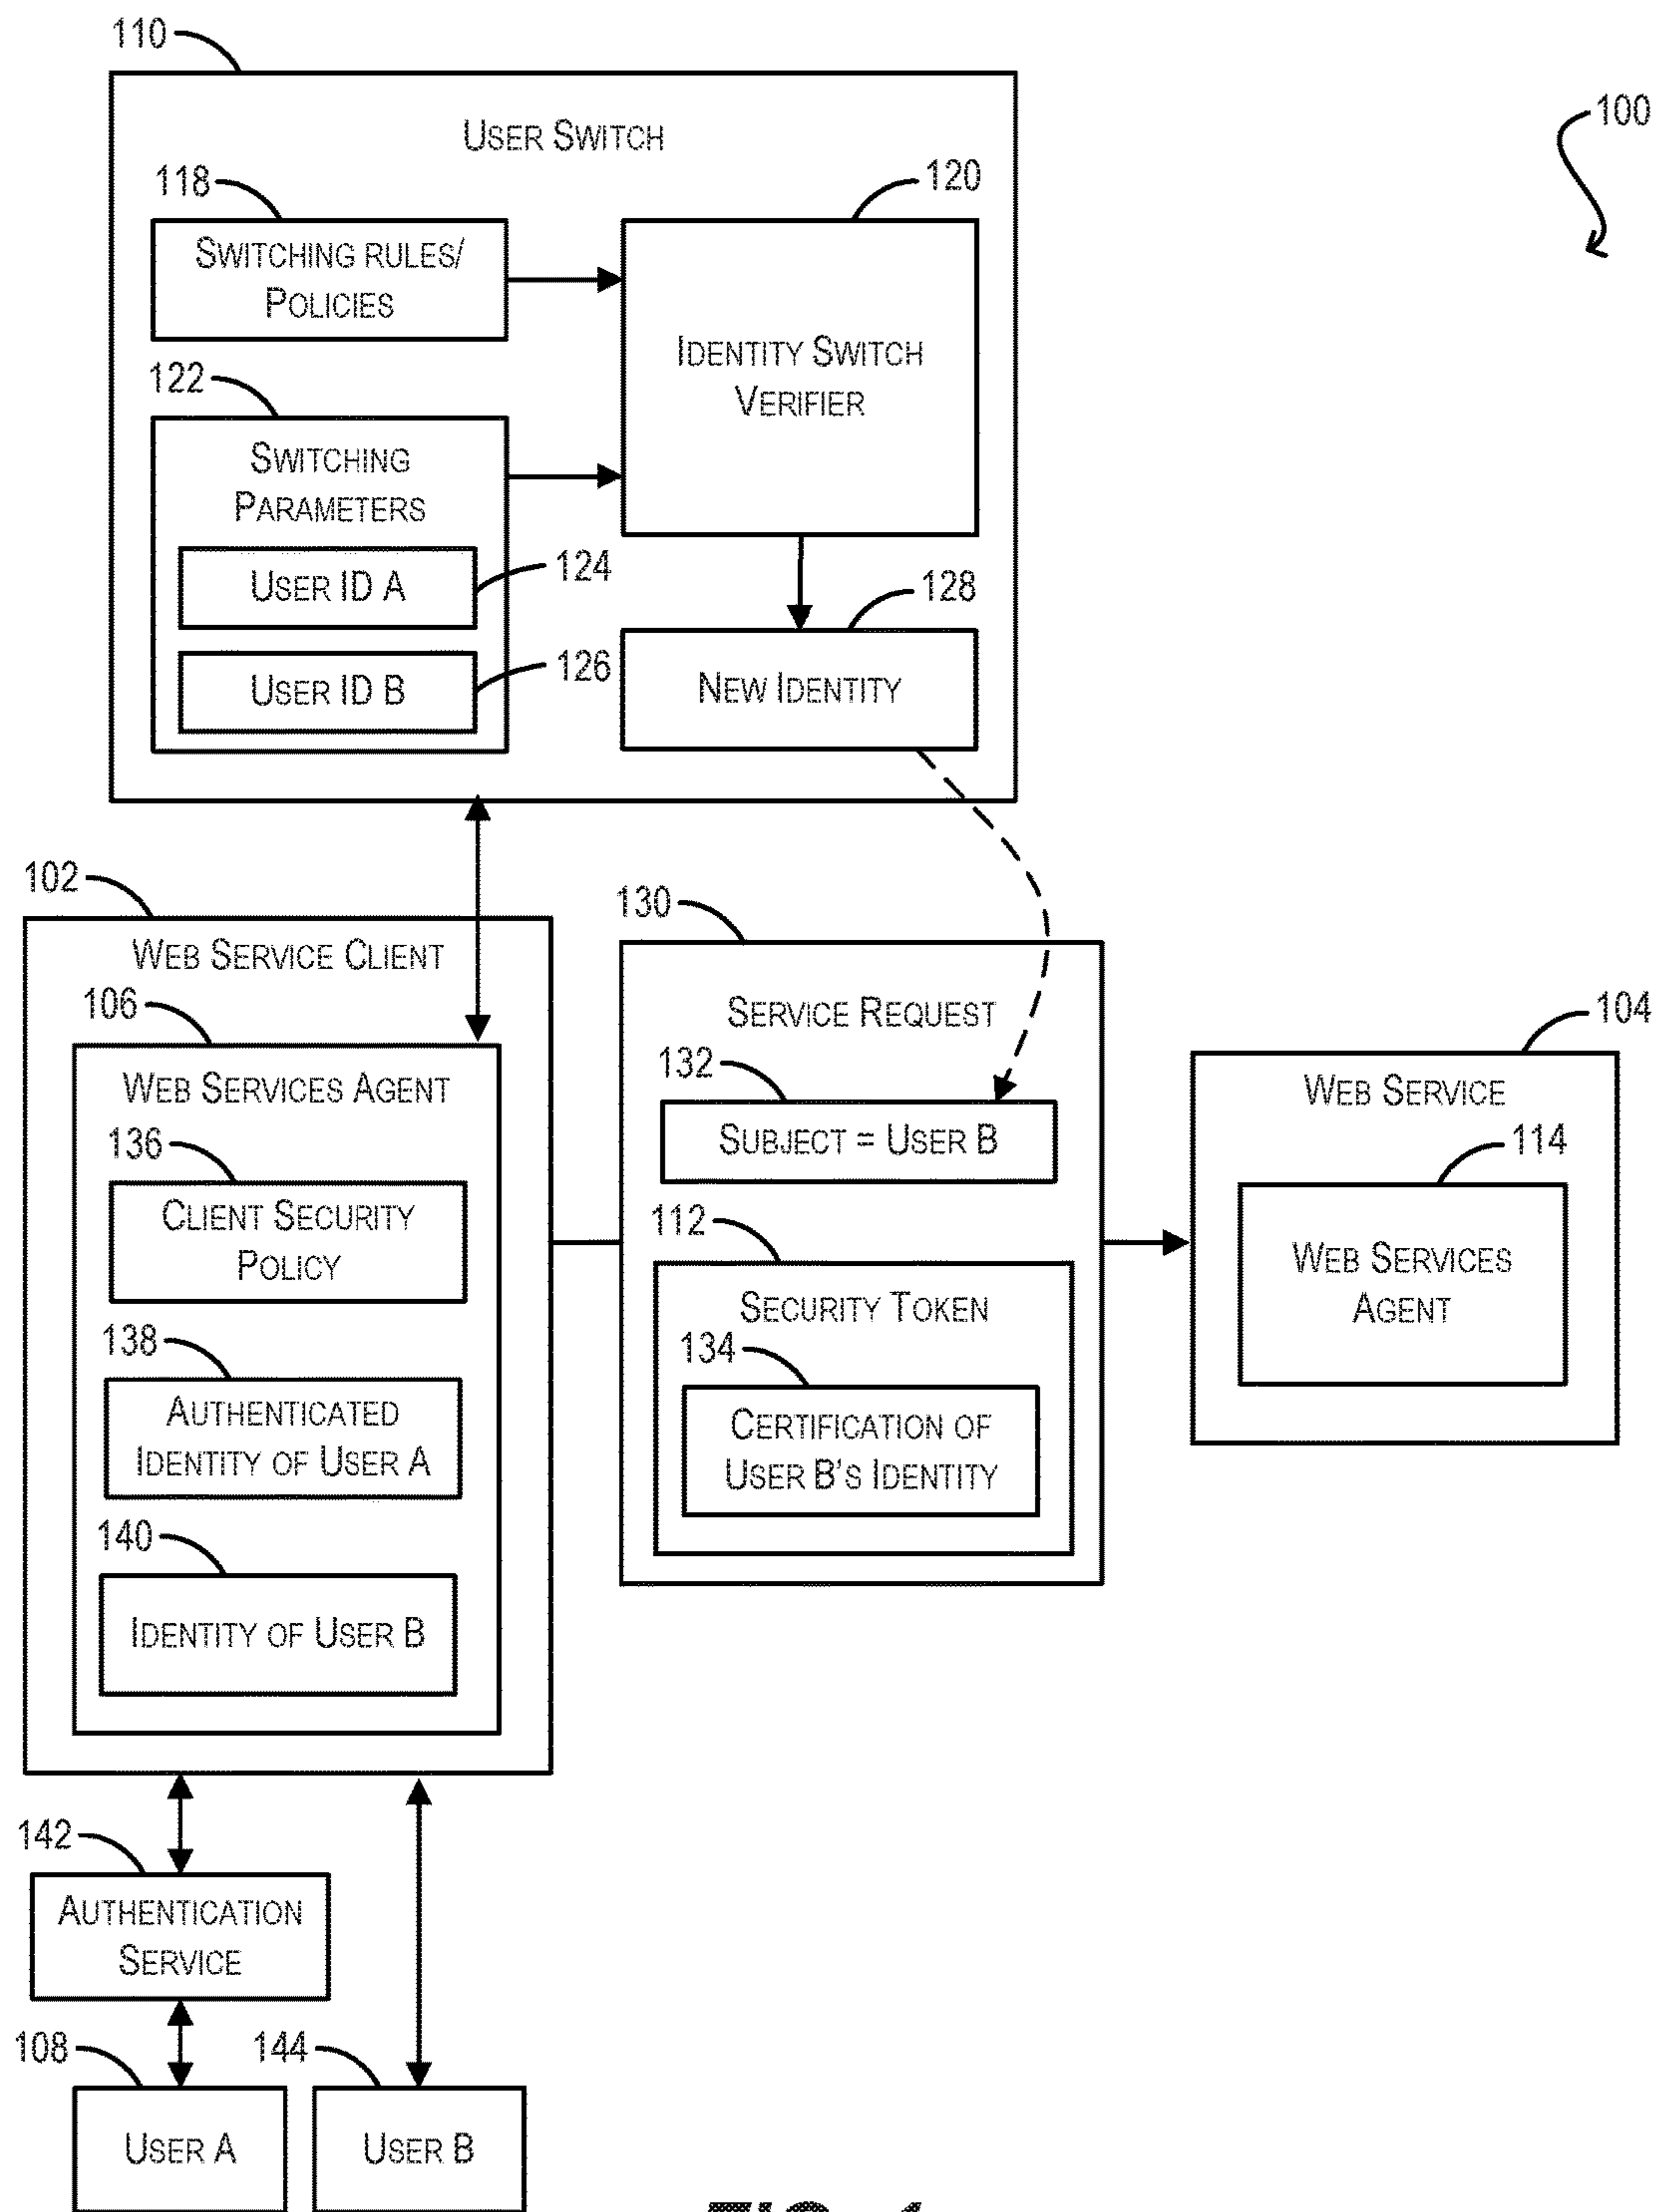 110
100
USER SWITCH
118
120
SWITCHING RULES/
POLICIES
IDENTITY SWITCH
VERIFIER
122
SWITCHING
PARAMETERS
USER ID A
124
USER ID B
126
128
NEW IDENTITY
102
WEB SERVICE CLIENT
106
WEB SERVICES AGENT
136
CLIENT SECURITY
POLICY
138
AUTHENTICATED
IDENTITY OF USER A
140
IDENTITY OF USER B
130
SERVICE REQUEST
132
SUBJECT = USER B
112
SECURITY TOKEN
134
CERTIFICATION OF
USER B'S IDENTITY
104
WEB SERVICE
114
WEB SERVICES
AGENT
142
AUTHENTICATION
SERVICE
108
USER A
144
USER B